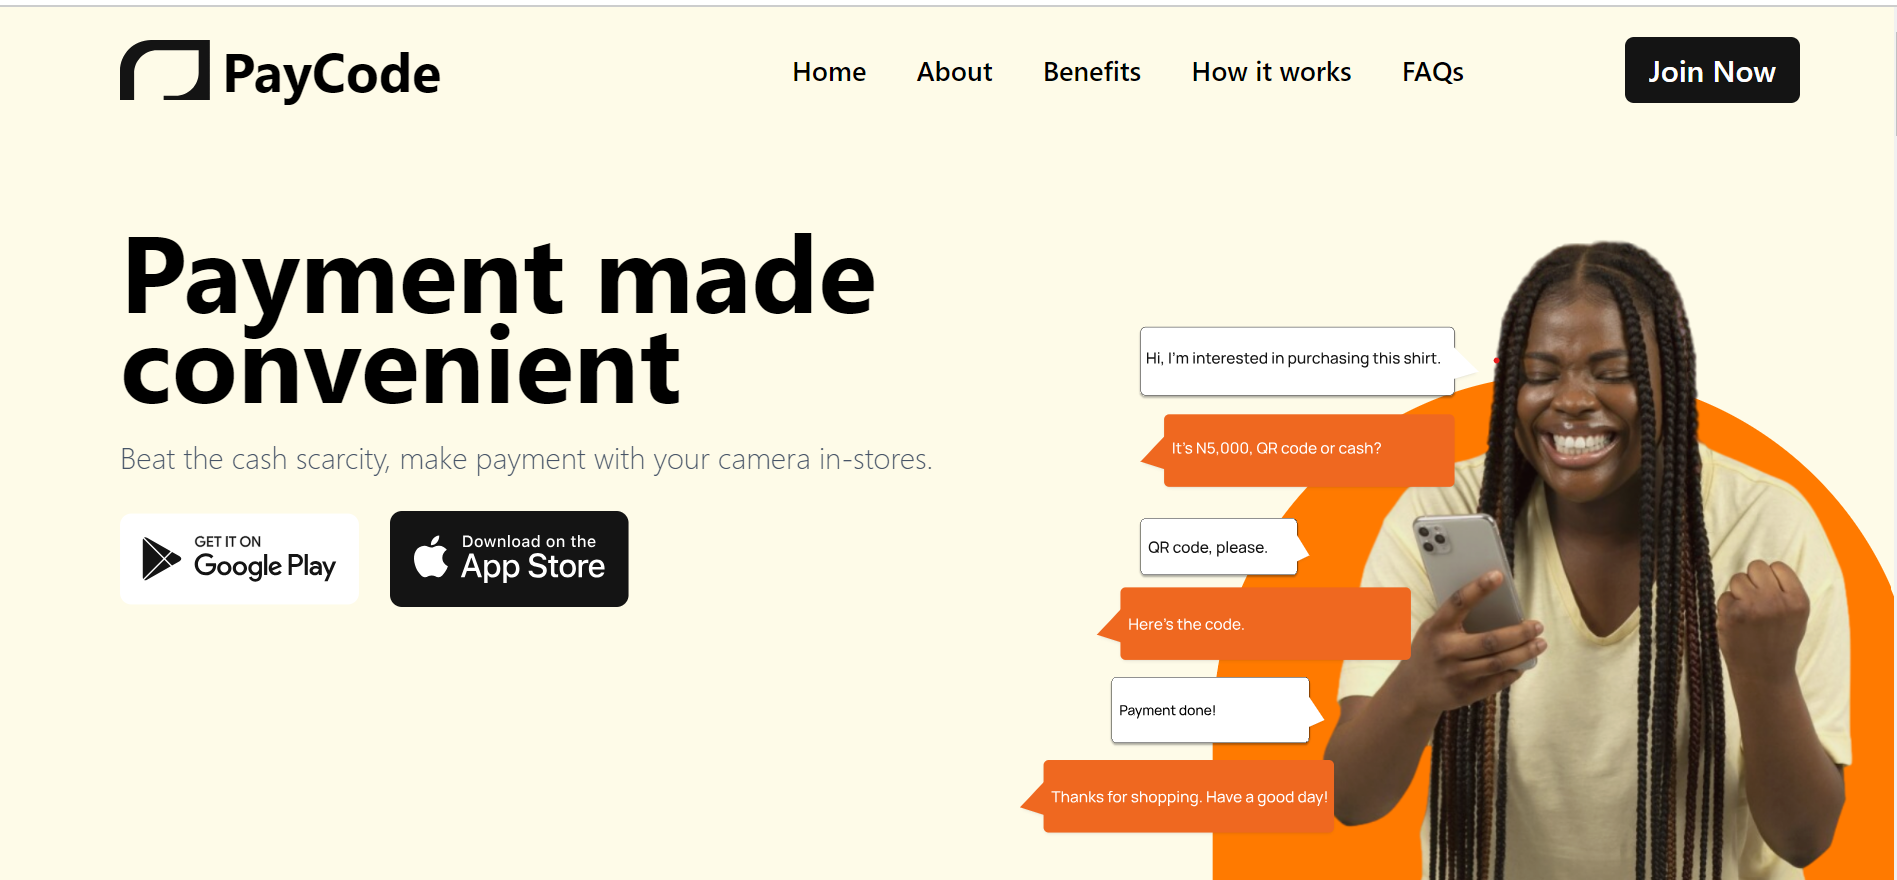 PayCode
Home
About
Benefits
How it works
FAQs
Join Now
Payment made
convenient
Beat the cash scarcity, make payment with your camera in-stores.
GET IT ON
Google Play
Download on the
App Store
Hi, I'm interested in purchasing this shirt.
It's N5,000, QR code or cash?
QR code, please.
Here's the code.
Payment done!
Thanks for shopping. Have a good day!